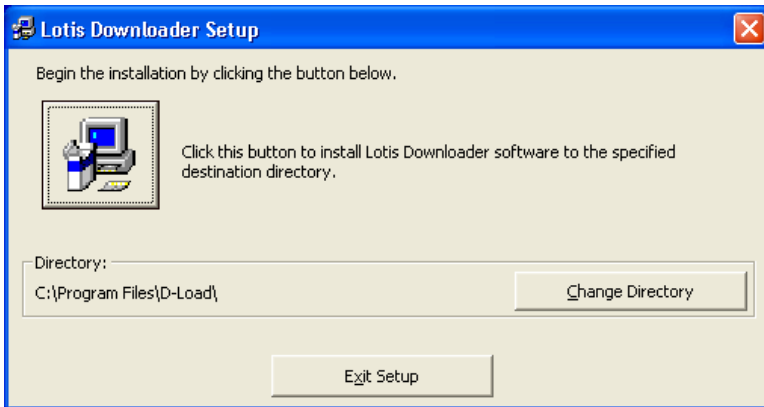 Lotis Downloader Setup
Begin the installation by clicking the button below.
Click this button to install Lotis Downloader software to the specified
destination directory.
Directory:
C:\Program Files\D-Load\
Change Directory
Exit Setup